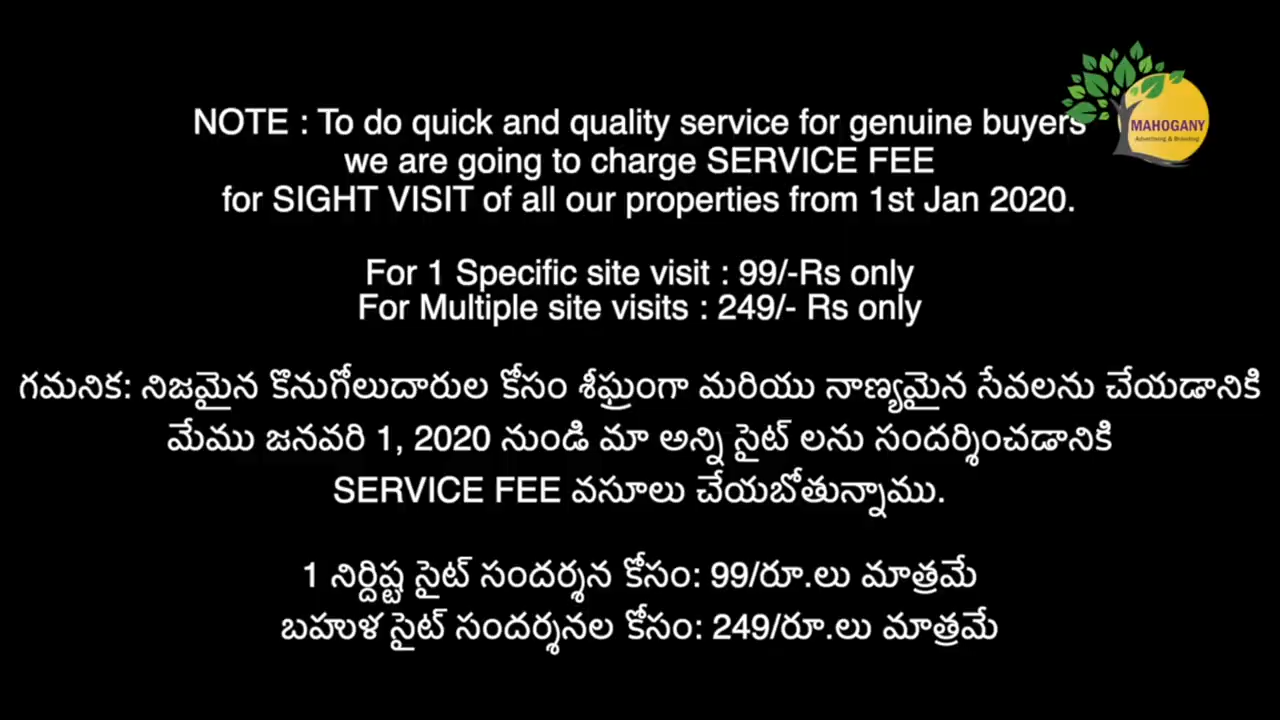 NOTE : To do quick and quality service for genuine buyers
we are going to charge SERVICE FEE
for SIGHT VISIT of all our properties from 1st Jan 2020.
MAHOGANY
Advertising & Branding
For 1 Specific site visit : 99/-Rs only
For Multiple site visits : 249/- Rs only
గమనిక: నిజమైన కొనుగోలుదారుల కోసం శీఘ్రంగా మరియు నాణ్యమైన సేవలను చేయడానికి
మేము జనవరి 1, 2020 నుండి మా అన్ని సైట్ లను సందర్శించడానికి
SERVICE FEE వసూలు చేయబోతున్నాము.
1 నిర్దిష్ట సైట్ సందర్శన కోసం: 99/రూ.లు మాత్రమే
బహుళ సైట్ సందర్శనల కోసం: 249/రూ.లు మాత్రమే